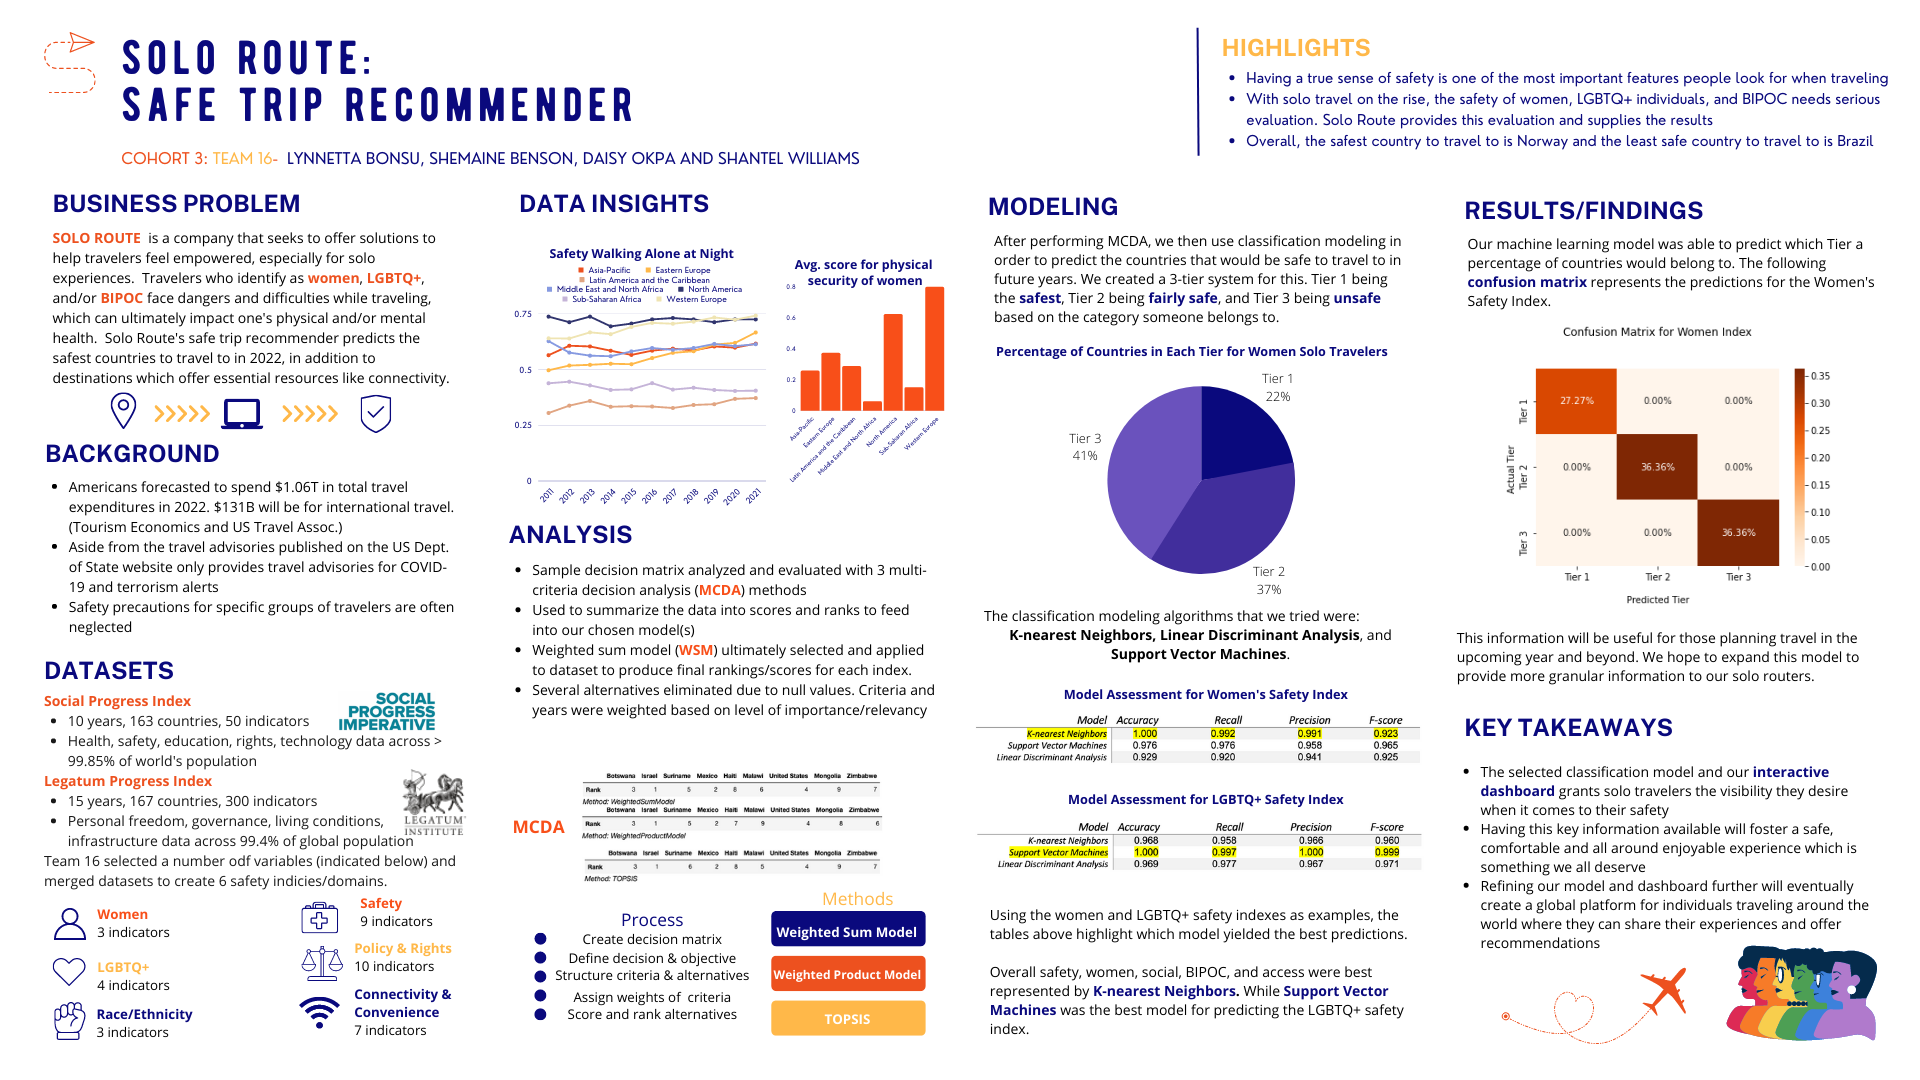 SOLO ROUTE:
SAFE TRIP RECOMMENDER
COHORT 3: TEAM 16- LYNNETTA BONSU, SHEMAINE BENSON, DAISY OKPA AND SHANTEL WILLIAMS
HIGHLIGHTS
• Having a true sense of safety is one of the most important features people look for when traveling
• With solo travel on the rise, the safety of women, LGBTQ+ individuals, and BIPOC needs serious
evaluation. Solo Route provides this evaluation and supplies the results
• Overall, the safest country to travel to is Norway and the least safe country to travel to is Brazil
BUSINESS PROBLEM
SOLO ROUTE is a company that seeks to offer solutions to
help travelers feel empowered, especially for solo
experiences. Travelers who identify as women, LGBTQ+,
and/or BIPOC face dangers and difficulties while traveling,
which can ultimately impact one's physical and/or mental
health. Solo Route's safe trip recommender predicts the
safest countries to travel to in 2022, in addition to
destinations which offer essential resources like connectivity.
BACKGROUND
• Americans forecasted to spend $1.06T in total travel
expenditures in 2022. $131B will be for international travel.
(Tourism Economics and US Travel Assoc.)
• Aside from the travel advisories published on the US Dept.
of State website only provides travel advisories for COVID-
19 and terrorism alerts
• Safety precautions for specific groups of travelers are often
neglected
DATASETS
Social Progress Index
SOCIAL
PROGRESS
IMPERATIVE
• 10 years, 163 countries, 50 indicators
• Health, safety, education, rights, technology data across >
99.85% of world's population
Legatum Progress Index
• 15 years, 167 countries, 300 indicators
• Personal freedom, governance, living conditions,
infrastructure data across 99.4% of global population
LEGATUM
INSTITUTE
Team 16 selected a number odf variables (indicated below) and
merged datasets to create 6 safety indicies/domains.
Women
3 indicators
LGBTQ+
4 indicators
Race/Ethnicity
3 indicators
Safety
9 indicators
Policy & Rights
10 indicators
Connectivity &
Convenience
7 indicators
DATA INSIGHTS
Safety Walking Alone at Night
Asia-Pacific Eastern Europe
Latin America and the Caribbean
Middle East and North Africa North America
Sub-Saharan Africa Western Europe
0.75
0.5
0.25
0
2011 2012 2013 2014 2015 2016 2017 2018 2019 2020 2021
Avg. score for physical
security of women
0.8
0.6
0.4
0.2
0
Asia-Pacific
Eastern Europe
Latin America and the Caribbean
Middle East and North Africa
North America
Sub-Saharan Africa
Western Europe
ANALYSIS
• Sample decision matrix analyzed and evaluated with 3 multi-
criteria decision analysis (MCDA) methods
• Used to summarize the data into scores and ranks to feed
into our chosen model(s)
• Weighted sum model (WSM) ultimately selected and applied
to dataset to produce final rankings/scores for each index.
• Several alternatives eliminated due to null values. Criteria and
years were weighted based on level of importance/relevancy
MCDA
Botswana Israel Suriname Mexico Haiti Malawi United States Mongolia Zimbabwe
Rank 3 1 5 2 8 6 4 9 7
Method: WeightedSumModel
Botswana Israel Suriname Mexico Haiti Malawi United States Mongolia Zimbabwe
Rank 3 1 5 2 7 9 4 8 6
Method: WeightedProductModel
Botswana Israel Suriname Mexico Haiti Malawi United States Mongolia Zimbabwe
Rank 3 1 6 2 8 5 4 9 7
Method: TOPSIS
Process
• Create decision matrix
• Define decision & objective
• Structure criteria & alternatives
• Assign weights of criteria
• Score and rank alternatives
Methods
Weighted Sum Model
Weighted Product Model
TOPSIS
MODELING
After performing MCDA, we then use classification modeling in
order to predict the countries that would be safe to travel to in
future years. We created a 3-tier system for this. Tier 1 being
the safest, Tier 2 being fairly safe, and Tier 3 being unsafe
based on the category someone belongs to.
Percentage of Countries in Each Tier for Women Solo Travelers
Tier 1
22%
Tier 3
41%
Tier 2
37%
The classification modeling algorithms that we tried were:
K-nearest Neighbors, Linear Discriminant Analysis, and
Support Vector Machines.
Model Assessment for Women's Safety Index
Model Accuracy Recall Precision F-score
K-nearest Neighbors 1.000 0.992 0.991 0.923
Support Vector Machines 0.976 0.976 0.958 0.965
Linear Discriminant Analysis 0.929 0.920 0.941 0.925
Model Assessment for LGBTQ+ Safety Index
Model Accuracy Recall Precision F-score
K-nearest Neighbors 0.968 0.958 0.966 0.960
Support Vector Machines 1.000 0.997 1.000 0.999
Linear Discriminant Analysis 0.969 0.977 0.967 0.971
Using the women and LGBTQ+ safety indexes as examples, the
tables above highlight which model yielded the best predictions.
Overall safety, women, social, BIPOC, and access were best
represented by K-nearest Neighbors. While Support Vector
Machines was the best model for predicting the LGBTQ+ safety
index.
RESULTS/FINDINGS
Our machine learning model was able to predict which Tier a
percentage of countries would belong to. The following
confusion matrix represents the predictions for the Women's
Safety Index.
Confusion Matrix for Women Index
Actual Tier
Tier 1 27.27% 0.00% 0.00%
Tier 2 0.00% 36.36% 0.00%
Tier 3 0.00% 0.00% 36.36%
Tier 1 Tier 2 Tier 3
Predicted Tier
0.35
0.30
0.25
0.20
0.15
0.10
0.05
0.00
This information will be useful for those planning travel in the
upcoming year and beyond. We hope to expand this model to
provide more granular information to our solo routers.
KEY TAKEAWAYS
• The selected classification model and our interactive
dashboard grants solo travelers the visibility they desire
when it comes to their safety
• Having this key information available will foster a safe,
comfortable and all around enjoyable experience which is
something we all deserve
• Refining our model and dashboard further will eventually
create a global platform for individuals traveling around the
world where they can share their experiences and offer
recommendations